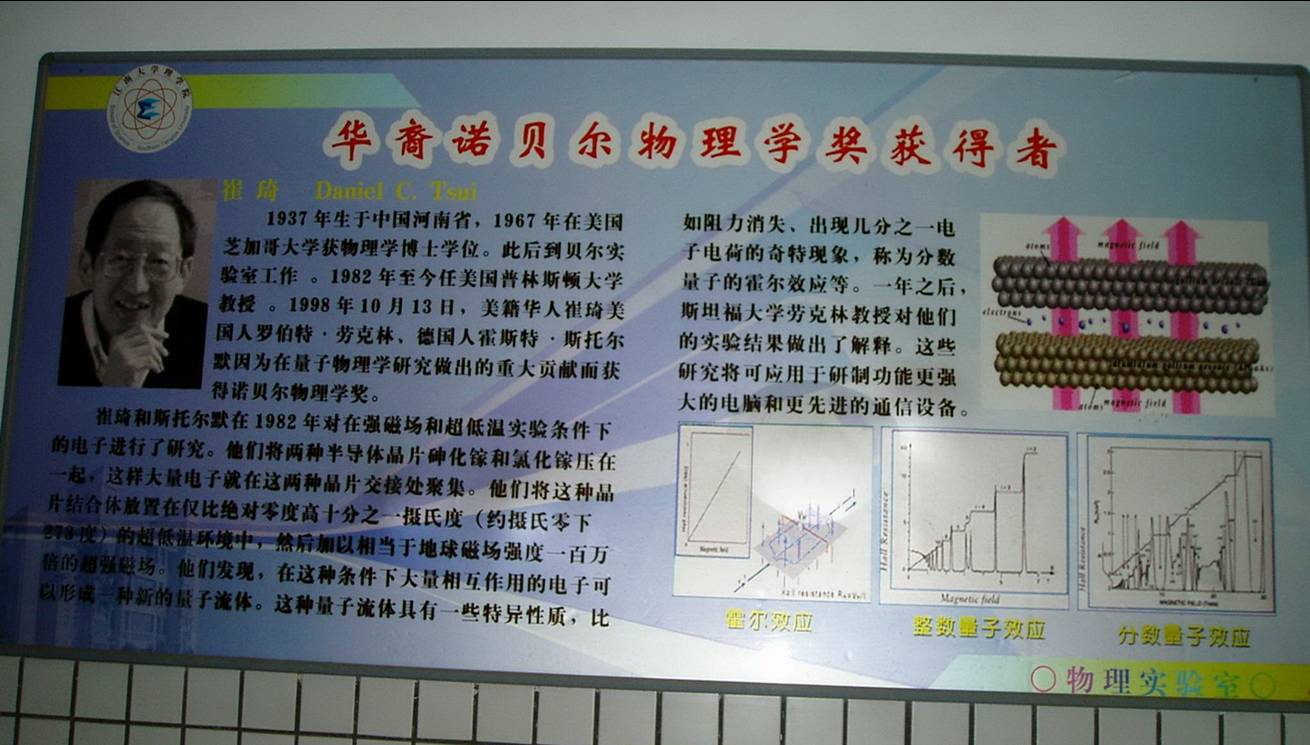 江南大学理学院
华裔诺贝尔物理学奖获得者
崔琦 Daniel C. Tsui
1937年生于中国河南省，1967年在美国
芝加哥大学获物理学博士学位。此后到贝尔实
验室工作 。1982年至今任美国普林斯顿大学
教授 。1998年10月13日，美籍华人崔琦美
国人罗伯特·劳克林、德国人霍斯特·斯托尔
默因为在量子物理学研究做出的重大贡献而获
得诺贝尔物理学奖。
崔琦和斯托尔默在1982年对在强磁场和超低温实验条件下
的电子进行了研究。他们将两种半导体晶片砷化镓和氯化镓压在
一起，这样大量电子就在这两种晶片交接处聚集。他们将这种晶
片结合体放置在仅比绝对零度高十分之一摄氏度（约摄氏零下
273度）的超低温环境中，然后加以相当于地球磁场强度一百万
倍的超强磁场。他们发现，在这种条件下大量相互作用的电子可
以形成一种新的量子流体。这种量子流体具有一些特异性质，比
如阻力消失、出现几分之一电
子电荷的奇特现象，称为分数
量子的霍尔效应等。一年之后，
斯坦福大学劳克林教授对他们
的实验结果做出了解释。这些
研究将可应用于研制功能更强
大的电脑和更先进的通信设备。
atoms magnetic field
electrons
atoms magnetic field
Magnetic field
Hall resistance
霍尔效应
Hall Resistance
Magnetic field
整数量子效应
Hall Resistance
MAGNETIC FIELD
分数量子效应
○物理实验室○